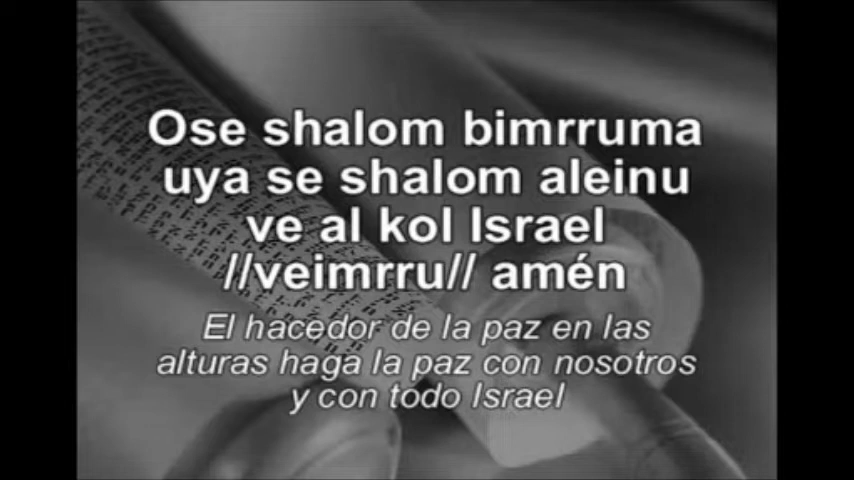 Ose shalom bimrruma
uya se shalom aleinu
ve al kol Israel
//veimrru// amén
El hacedor de la paz en las
alturas haga la paz con nosotros
y con todo Israel